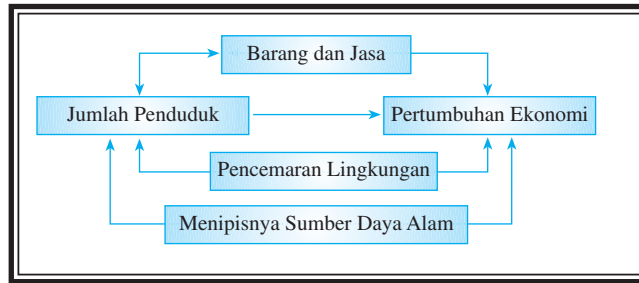 Barang dan Jasa
Jumlah Penduduk
Pertumbuhan Ekonomi
Pencemaran Lingkungan
Menipisnya Sumber Daya Alam